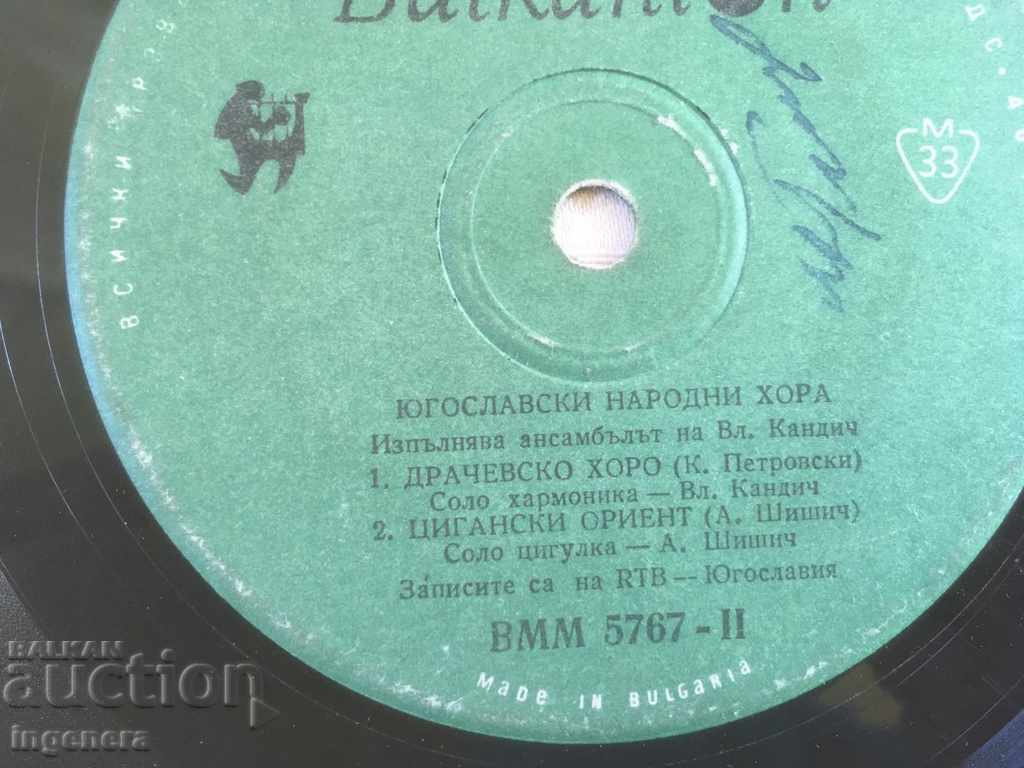 Balkanton
М
33
ЮГОСЛАВСКИ НАРОДНИ ХОРА
Изпълнява ансамбълът на Вл. Кандич
1. ДРАЧЕВСКО ХОРО (К. Петровски)
Соло хармоника — Вл. Кандич
2. ЦИГАНСКИ ОРИЕНТ (А. Шишич)
Соло цигулка — А. Шишич
Записите са на RTB — Югославия
ВММ 5767 - II
Made in Bulgaria
ВСИЧКИ
BALKAN
auction
ingenera